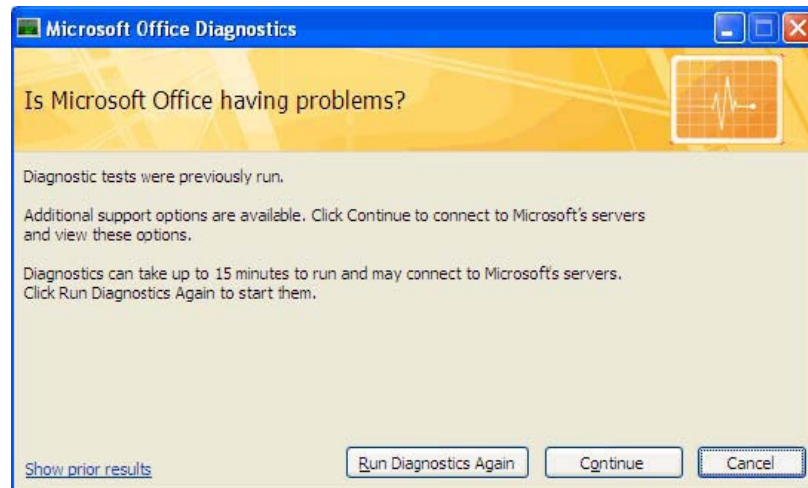 Microsoft Office Diagnostics
Is Microsoft Office having problems?
Diagnostic tests were previously run.
Additional support options are available. Click Continue to connect to Microsoft's servers
and view these options.
Diagnostics can take up to 15 minutes to run and may connect to Microsoft's servers.
Click Run Diagnostics Again to start them.
Show prior results
Run Diagnostics Again
Continue
Cancel